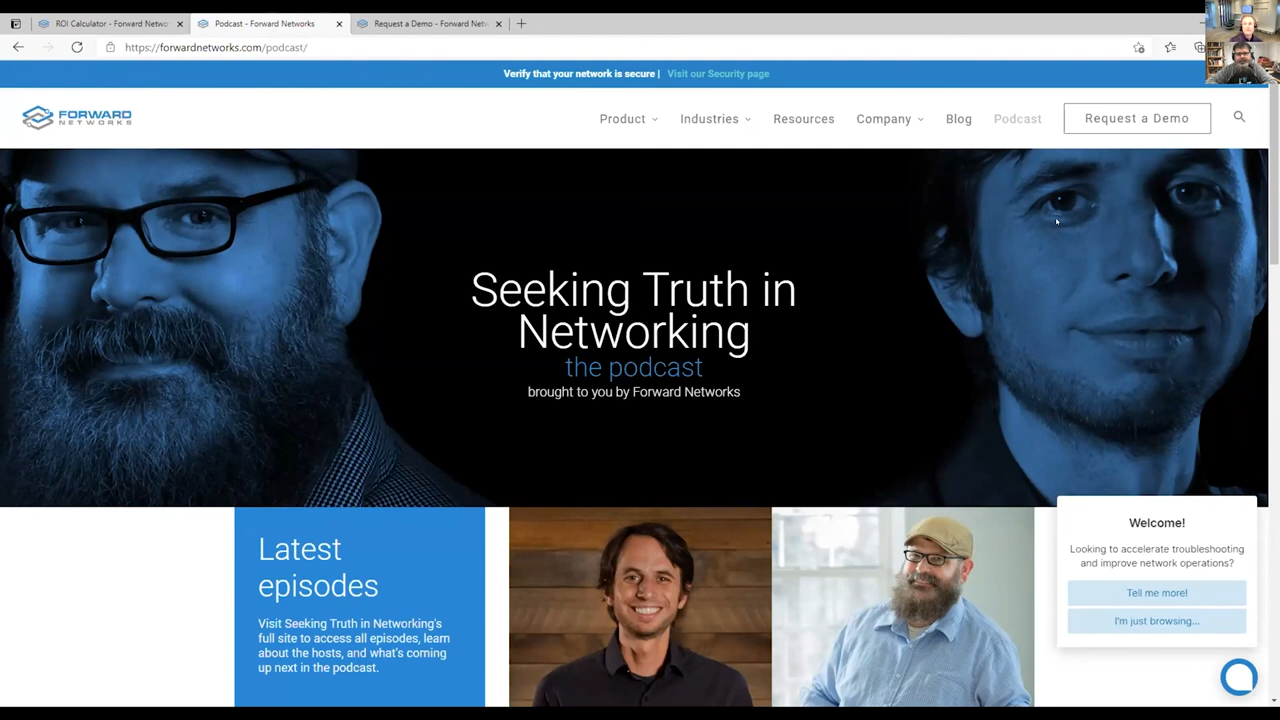 ROI Calculator - Forward Netwo
Podcast - Forward Networks
Request a Demo - Forward Netw
https://forwardnetworks.com/podcast/
Verify that your network is secure | Visit our Security page
FORWARD
NETWORKS
Product
Industries
Resources
Company
Blog
Podcast
Request a Demo
Seeking Truth in
Networking
the podcast
brought to you by Forward Networks
Latest
episodes
Visit Seeking Truth in Networking's
full site to access all episodes, learn
about the hosts, and what's coming
up next in the podcast.
Welcome!
Looking to accelerate troubleshooting
and improve network operations?
Tell me more!
I'm just browsing...